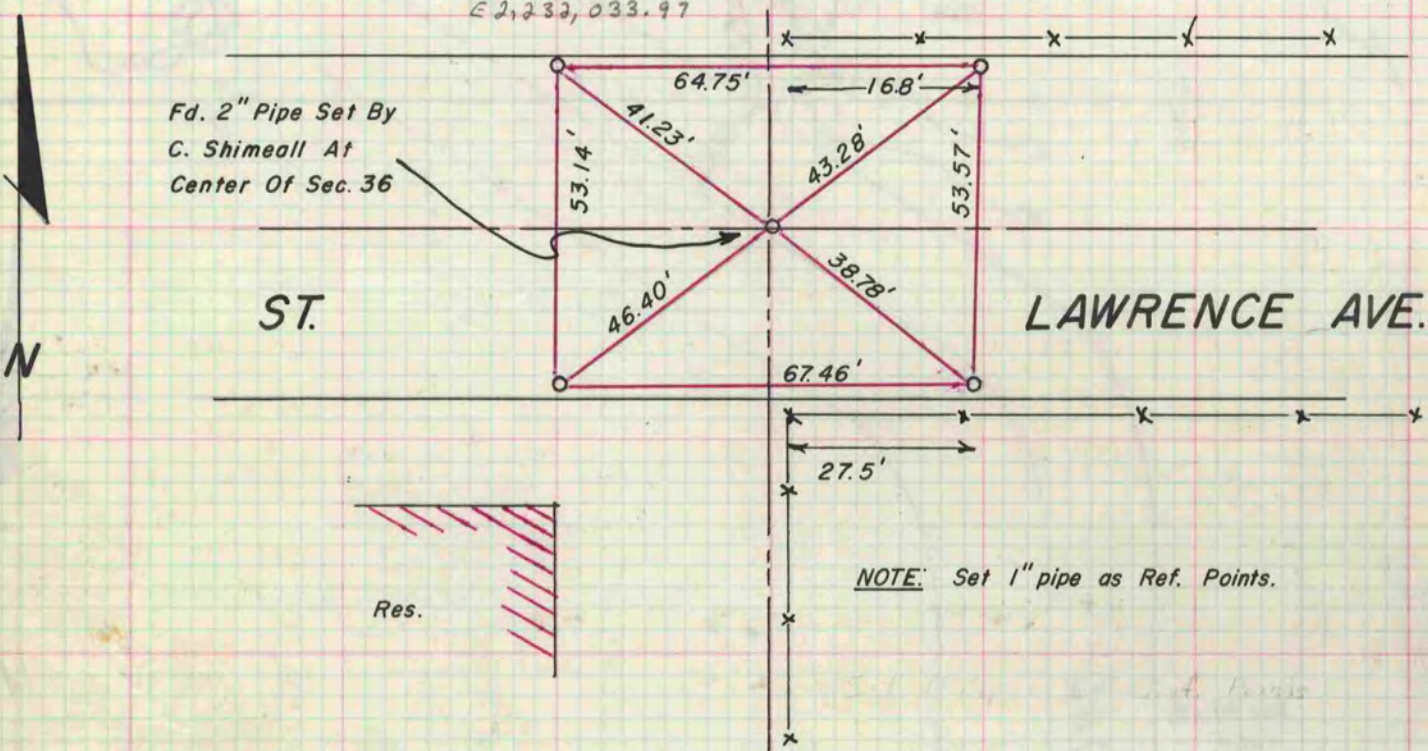 E 2,232,033.97
64.75'
16.8'
Fd. 2" Pipe Set By
C. Shimeall At
Center Of Sec. 36
41.23'
43.28'
53.14'
53.57'
ST.
46.40'
38.78'
LAWRENCE AVE.
N
67.46'
27.5'
NOTE: Set 1" pipe as Ref. Points.
Res.